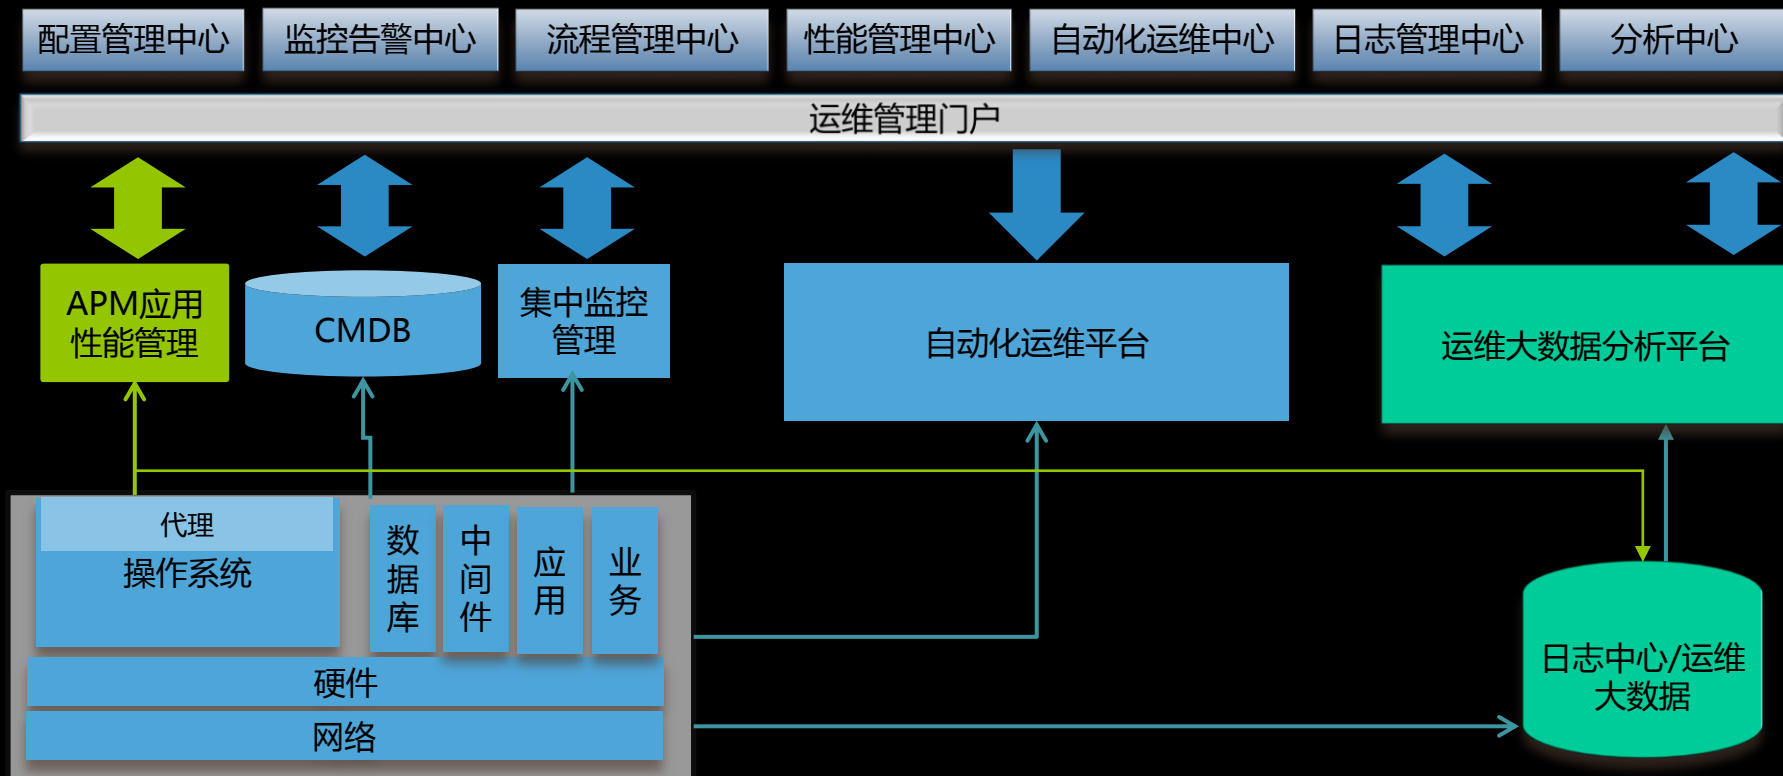 配置管理中心
监控告警中心
流程管理中心
性能管理中心
自动化运维中心
日志管理中心
分析中心
运维管理门户
APM应用
性能管理
CMDB
集中监控
管理
自动化运维平台
运维大数据分析平台
代理
操作系统
数
据
库
中
间
件
应
用
业
务
硬件
网络
日志中心/运维
大数据